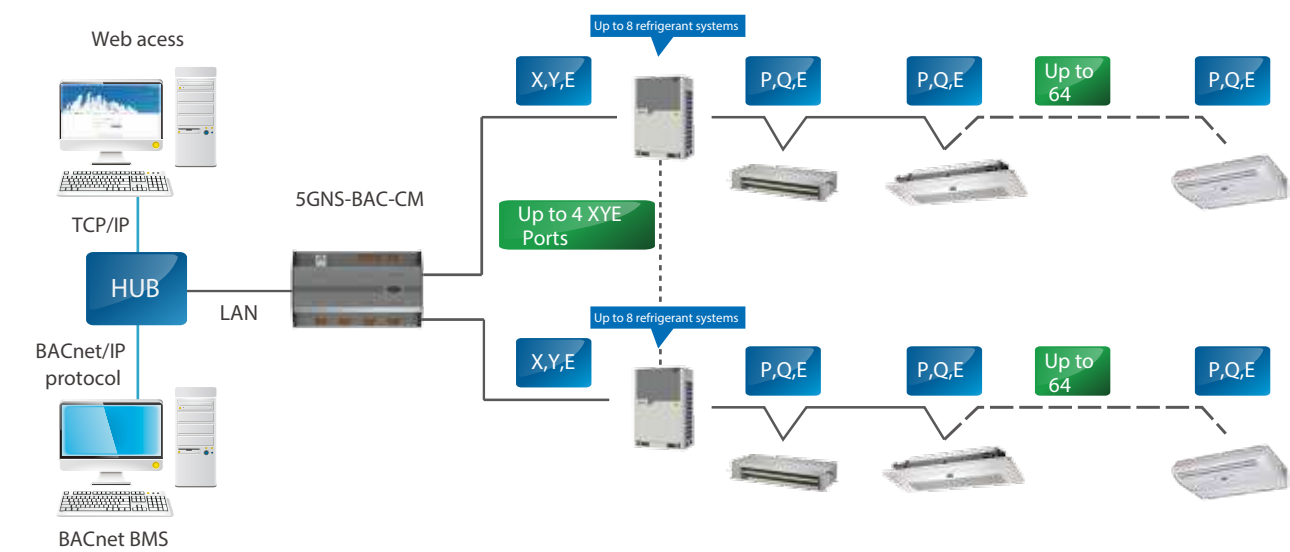 Web acess
Up to 8 refrigerant systems
X,Y,E
P,Q,E
P,Q,E
Up to
64
P,Q,E
5GNS-BAC-CM
Up to 4 XYE
Ports
TCP/IP
HUB
LAN
Up to 8 refrigerant systems
BACnet/IP
protocol
X,Y,E
P,Q,E
P,Q,E
Up to
64
P,Q,E
BACnet BMS